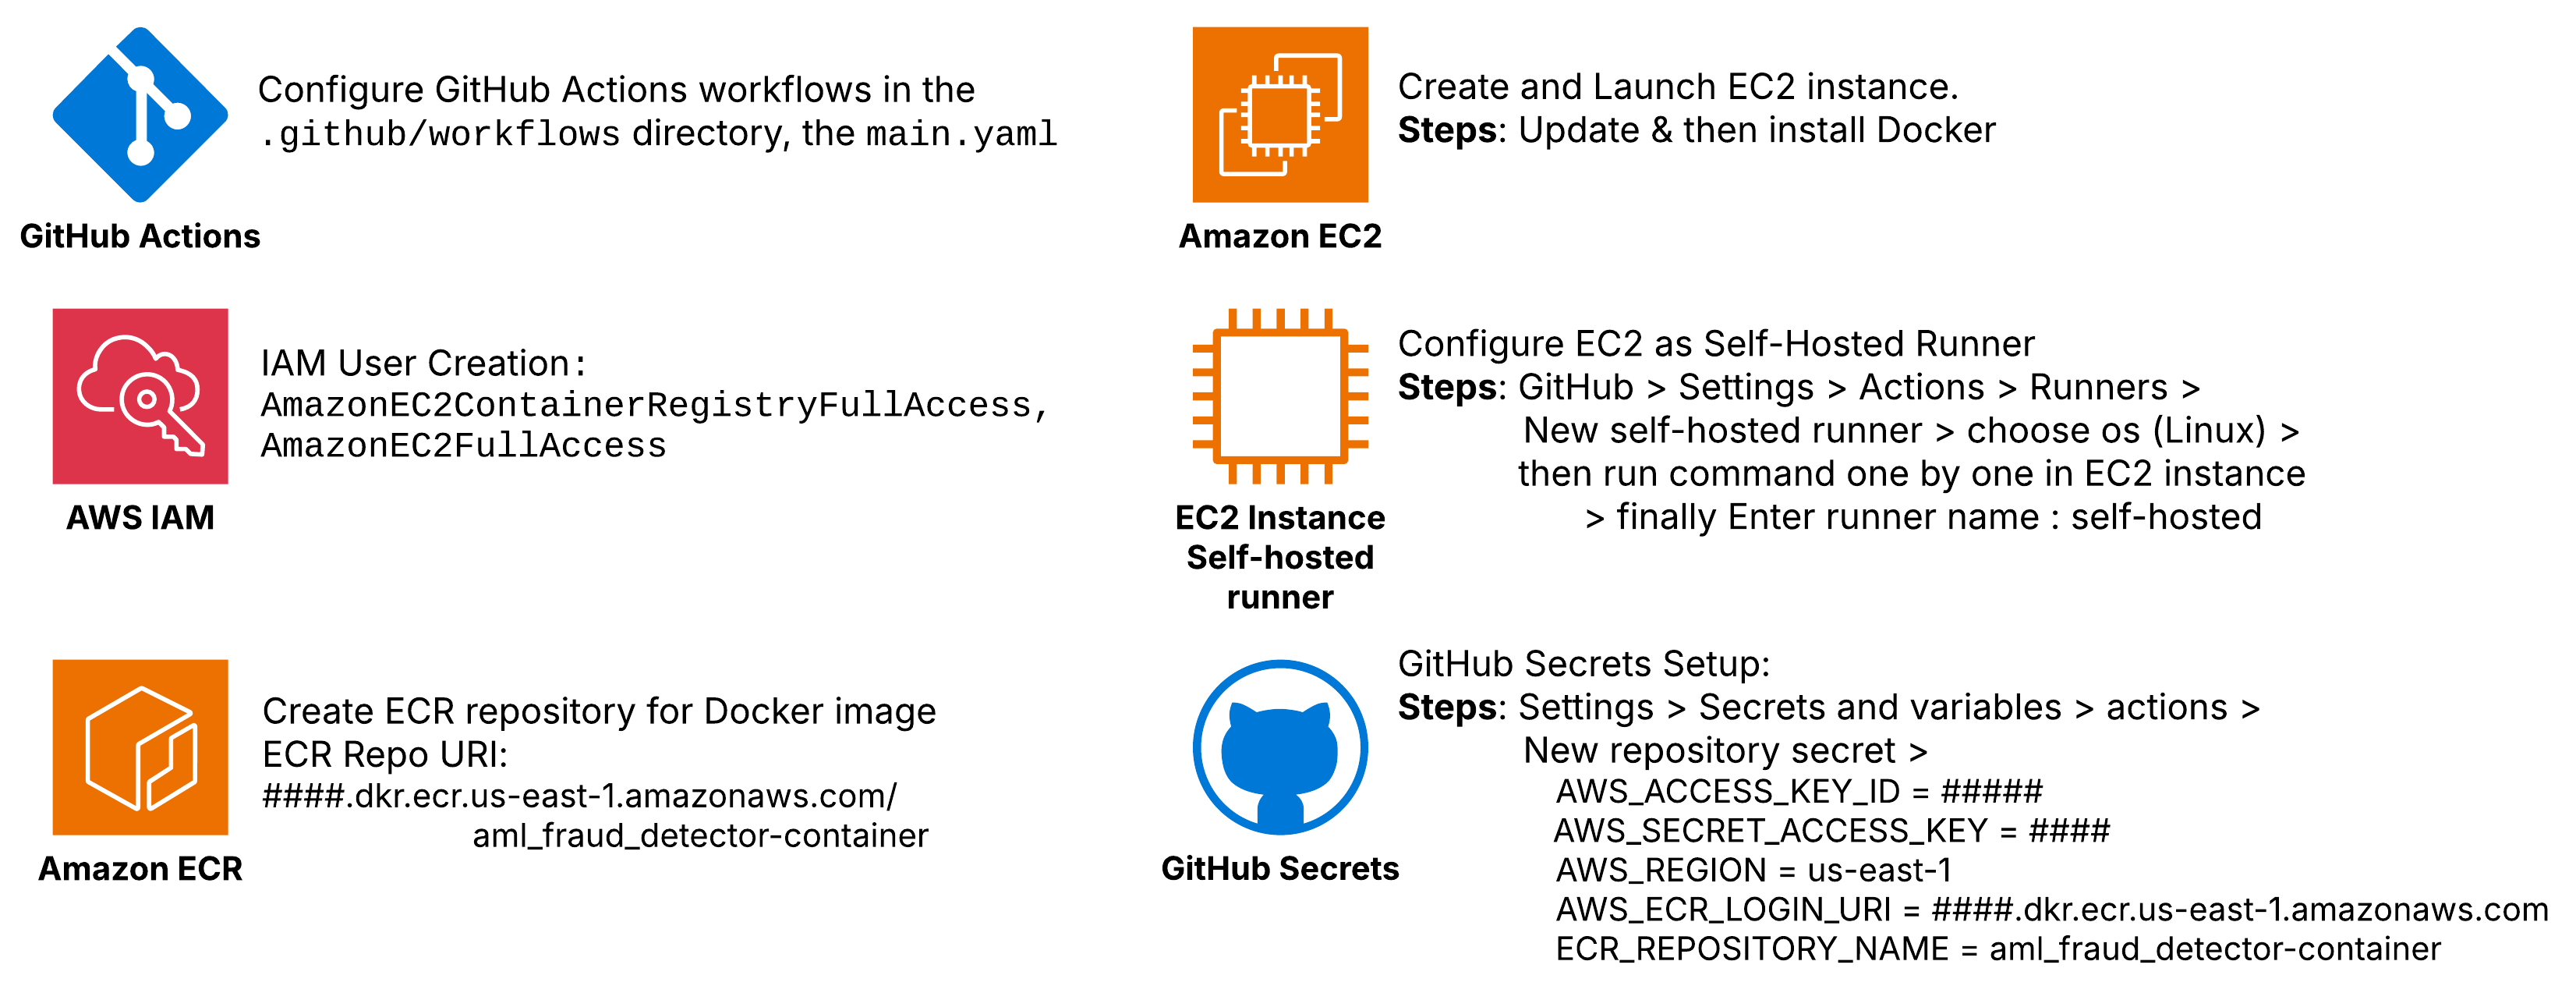 Configure GitHub Actions workflows in the
.github/workflows directory, the main.yaml
GitHub Actions
IAM User Creation:
AmazonEC2ContainerRegistryFullAccess,
AmazonEC2FullAccess
AWS IAM
Create ECR repository for Docker image
ECR Repo URI:
####.dkr.ecr.us-east-1.amazonaws.com/
aml_fraud_detector-container
Amazon ECR
Create and Launch EC2 instance.
Steps: Update & then install Docker
Amazon EC2
Configure EC2 as Self-Hosted Runner
Steps: GitHub > Settings > Actions > Runners >
New self-hosted runner > choose os (Linux) >
then run command one by one in EC2 instance
> finally Enter runner name : self-hosted
EC2 Instance
Self-hosted
runner
GitHub Secrets Setup:
Steps: Settings > Secrets and variables > actions >
New repository secret >
AWS_ACCESS_KEY_ID = #####
AWS_SECRET_ACCESS_KEY = ####
AWS_REGION = us-east-1
AWS_ECR_LOGIN_URI = ####.dkr.ecr.us-east-1.amazonaws.com
ECR_REPOSITORY_NAME = aml_fraud_detector-container
GitHub Secrets